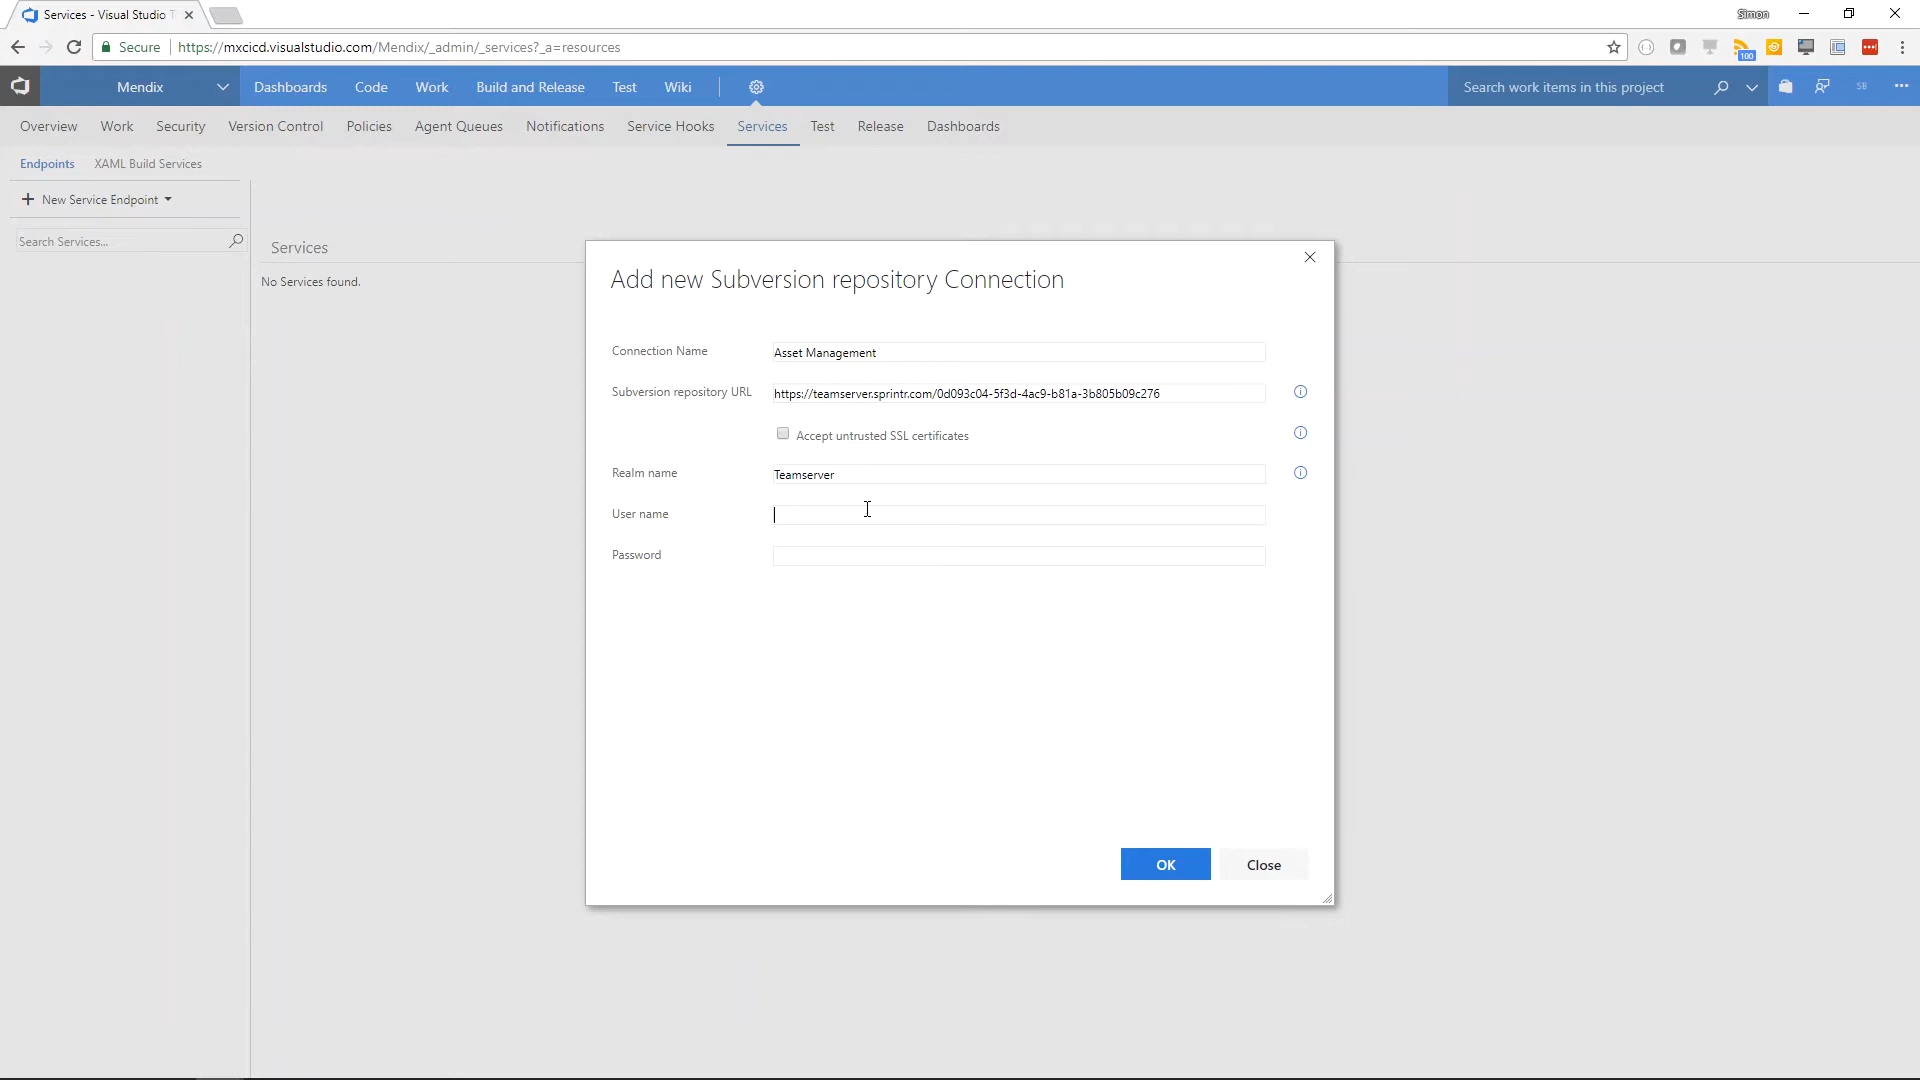 Services - Visual Studio T
Simon
Secure
https://mxcicd.visualstudio.com/Mendix/_admin/_services?_a=resources
100
Mendix
Dashboards
Code
Work
Build and Release
Test
Wiki
Search work items in this project
SB
Overview
Work
Security
Version Control
Policies
Agent Queues
Notifications
Service Hooks
Services
Test
Release
Dashboards
Endpoints
XAML Build Services
New Service Endpoint
Search Services...
Services
No Services found.
Add new Subversion repository Connection
Connection Name
Asset Management
Subversion repository URL
https://teamserver.sprintr.com/0d093c04-5f3d-4ac9-b81a-3b805b09c276
Accept untrusted SSL certificates
Realm name
Teamserver
User name
Password
OK
Close